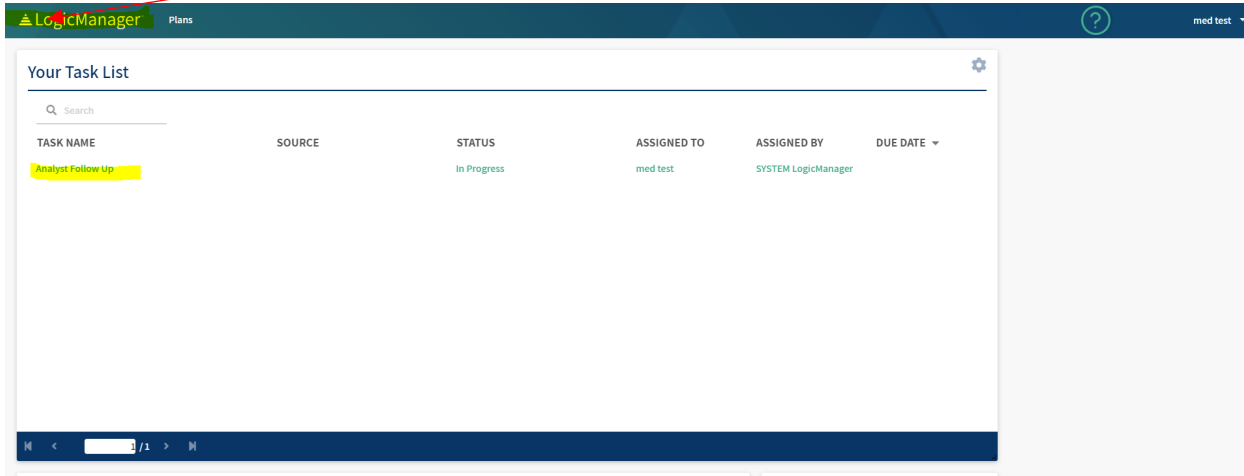 LogicManager Plans ? med test
Your Task List
Search
TASK NAME SOURCE STATUS ASSIGNED TO ASSIGNED BY DUE DATE
Analyst Follow Up In Progress med test SYSTEM LogicManager
1 /1